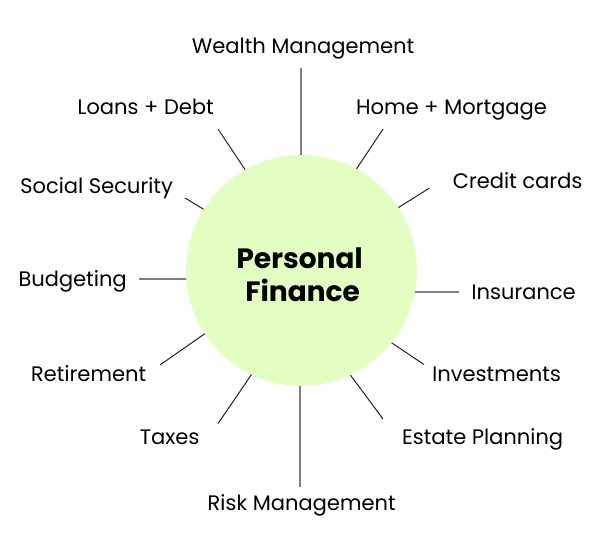 Wealth Management
Loans + Debt
Home + Mortgage
Social Security
Credit cards
Personal
Finance
Budgeting
Insurance
Retirement
Investments
Taxes
Estate Planning
Risk Management